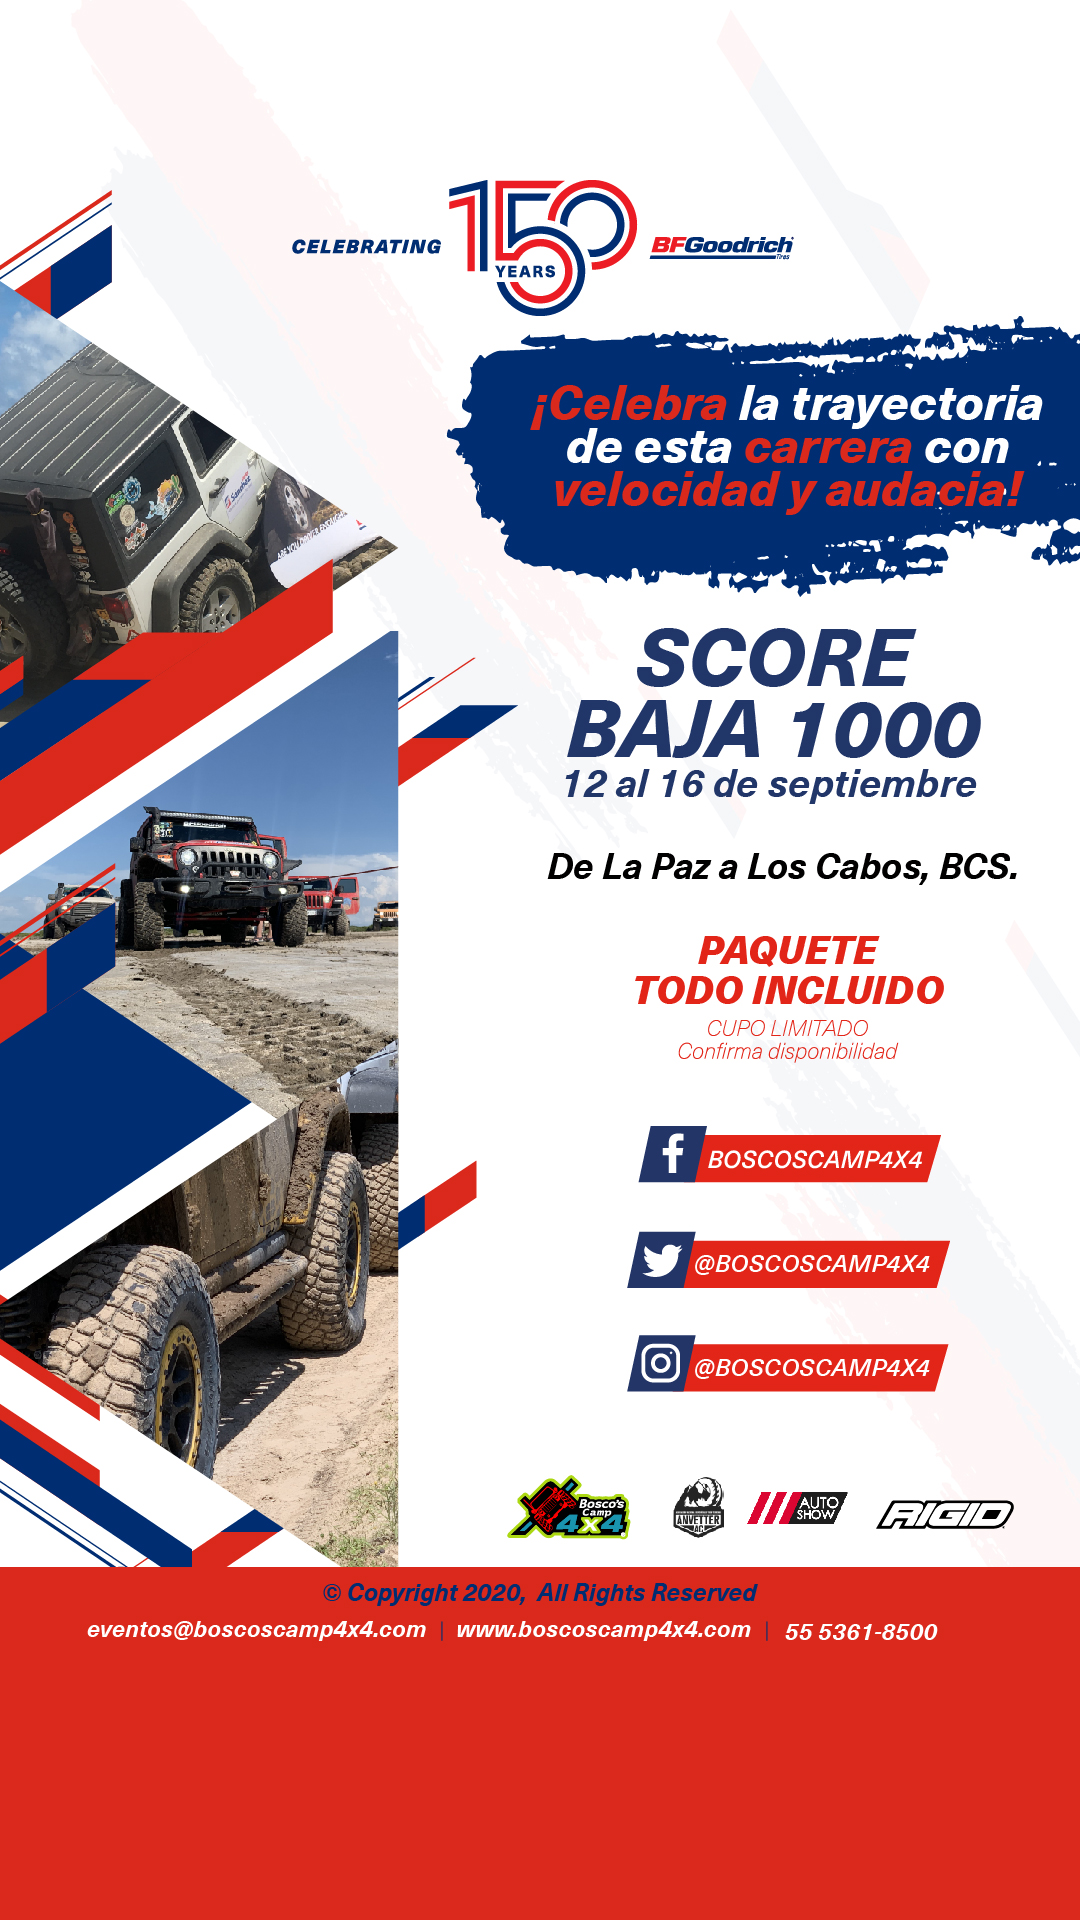 CELEBRATING
150
YEARS
BFGoodrich
Tires
¡Celebra la trayectoria
de esta carrera con
velocidad y audacia!
SCORE
BAJA 1000
12 al 16 de septiembre
De La Paz a Los Cabos, BCS.
PAQUETE
TODO INCLUIDO
CUPO LIMITADO
Confirma disponibilidad
BOSCOSCAMP4X4
@BOSCOSCAMP4X4
@BOSCOSCAMP4X4
Bosco's
Camp
4x4
ANVETTER
AC
AUTO
SHOW
RIGID
© Copyright 2020, All Rights Reserved
eventos@boscoscamp4x4.com | www.boscoscamp4x4.com | 55 5361-8500